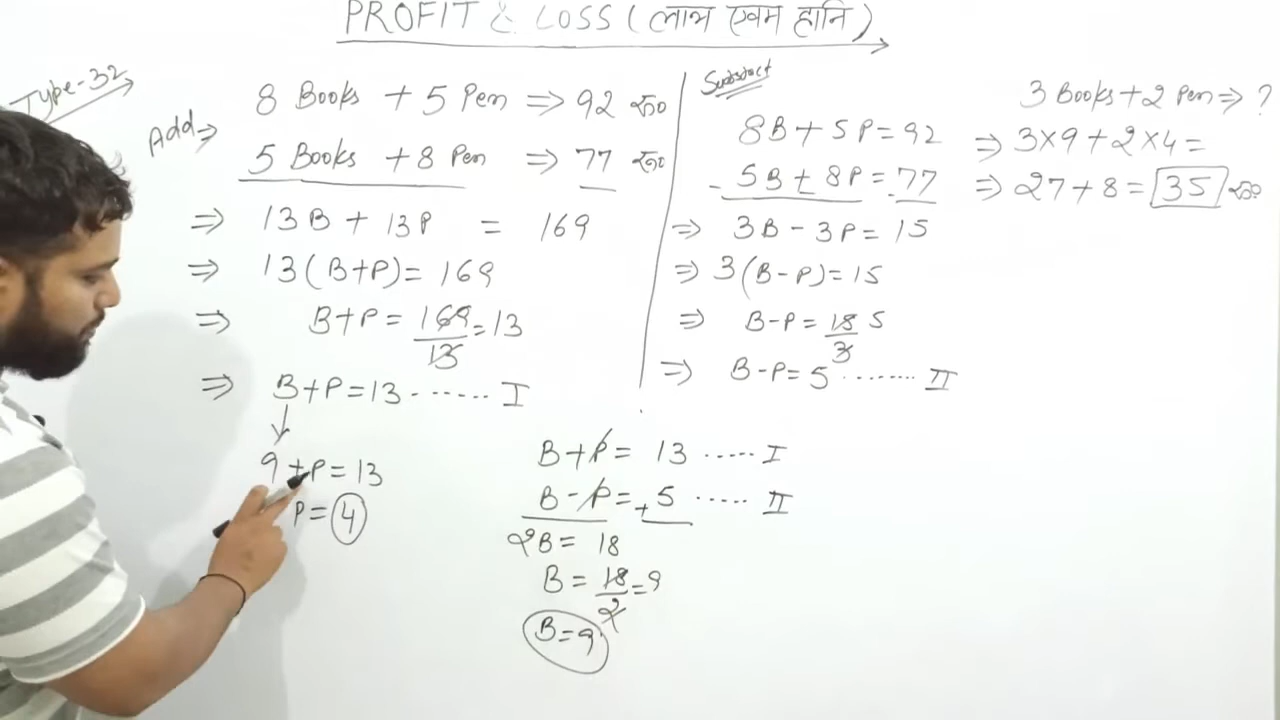 PROFIT & LOSS (लाभ एवम हानि)
Type-32
Add⇒
8 Books + 5 Pen ⇒ 92 रू०
5 Books + 8 Pen ⇒ 77 रू०
⇒ 13B + 13P = 169
⇒ 13(B+P) = 169
⇒ B+P = 169/13 = 13
⇒ B+P = 13 ------ I
9+P = 13
P = 4
Substract
8B + 5P = 92
- 5B ± 8P = -77
⇒ 3B - 3P = 15
⇒ 3(B-P) = 15
⇒ B-P = 15/3 5
⇒ B-P = 5 ........ II
B+P = 13 ..... I
B-P = +5 ..... II
2B = 18
B = 18/2 = 9
B = 9
3 Books + 2 Pen ⇒ ?
⇒ 3×9 + 2×4 =
⇒ 27 + 8 = 35 रू०